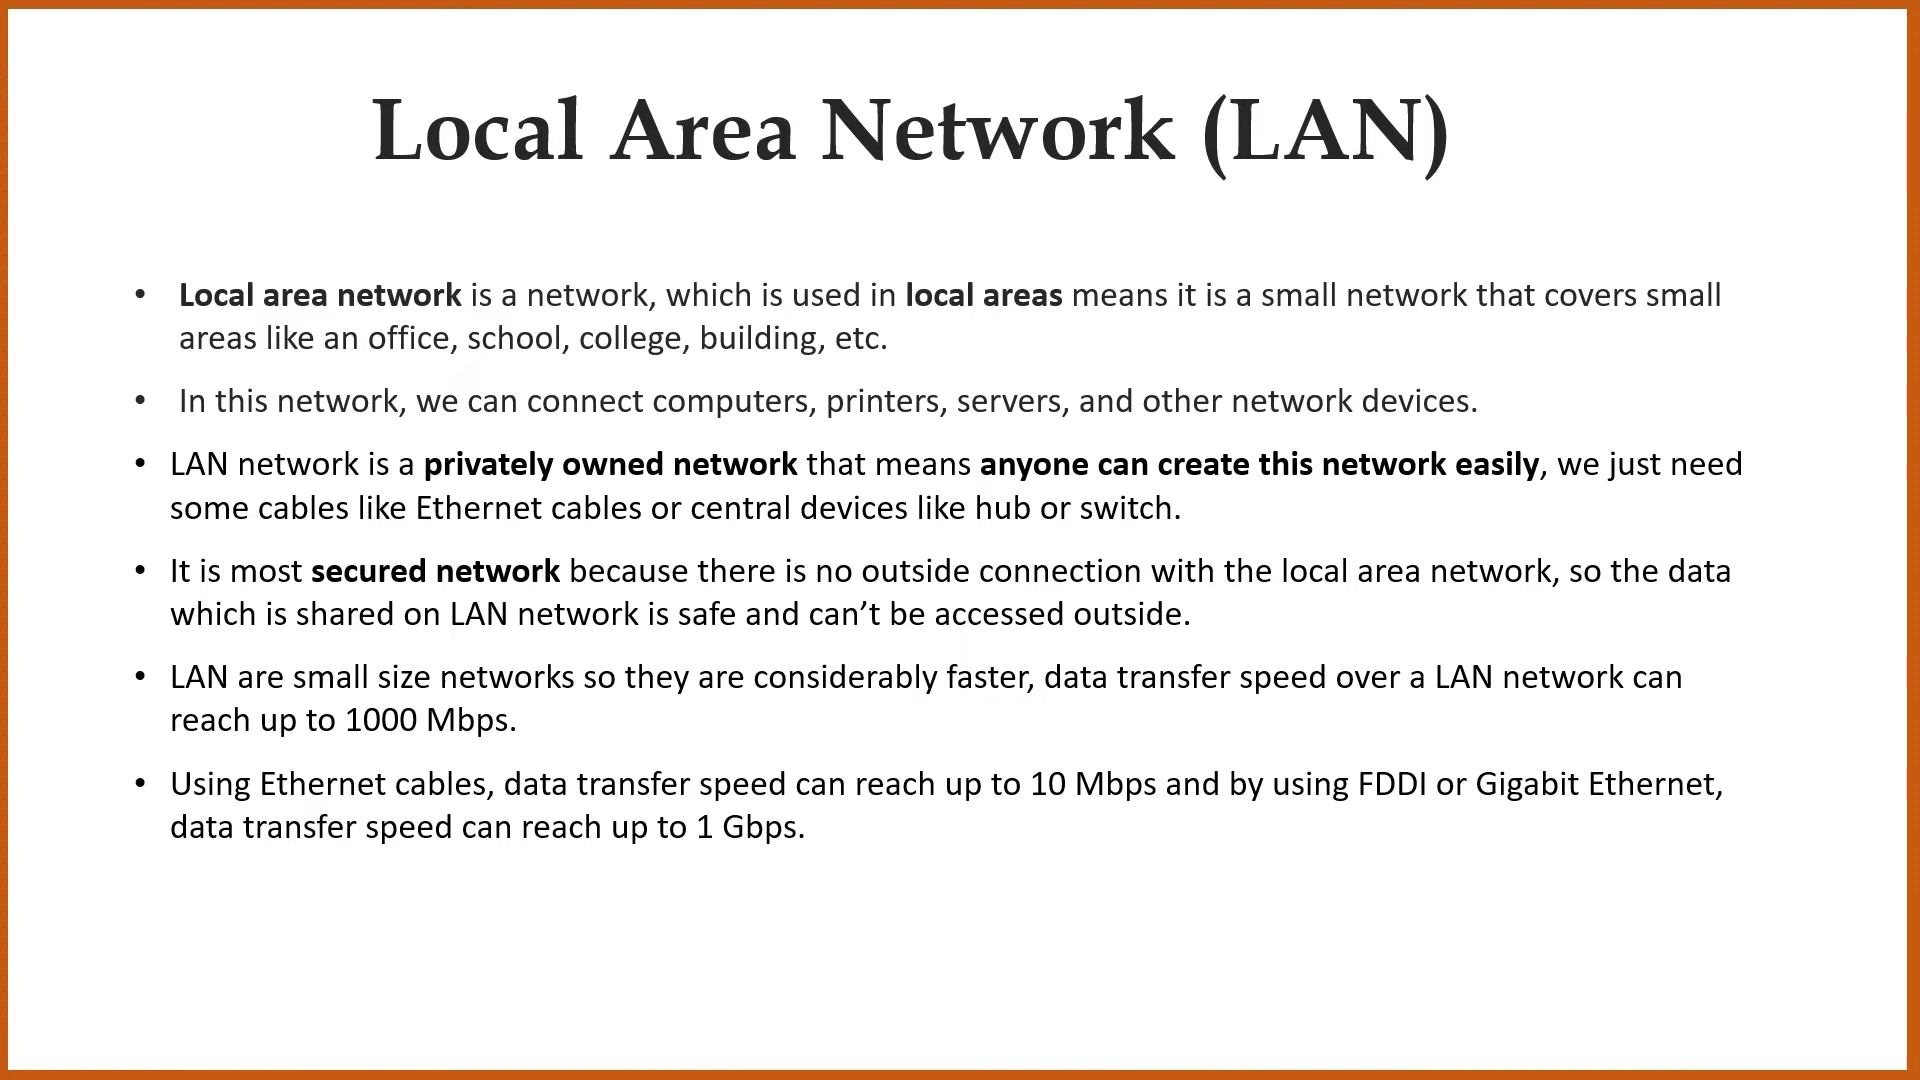 Local Area Network (LAN)
• Local area network is a network, which is used in local areas means it is a small network that covers small
areas like an office, school, college, building, etc.
• In this network, we can connect computers, printers, servers, and other network devices.
• LAN network is a privately owned network that means anyone can create this network easily, we just need
some cables like Ethernet cables or central devices like hub or switch.
• It is most secured network because there is no outside connection with the local area network, so the data
which is shared on LAN network is safe and can’t be accessed outside.
• LAN are small size networks so they are considerably faster, data transfer speed over a LAN network can
reach up to 1000 Mbps.
• Using Ethernet cables, data transfer speed can reach up to 10 Mbps and by using FDDI or Gigabit Ethernet,
data transfer speed can reach up to 1 Gbps.